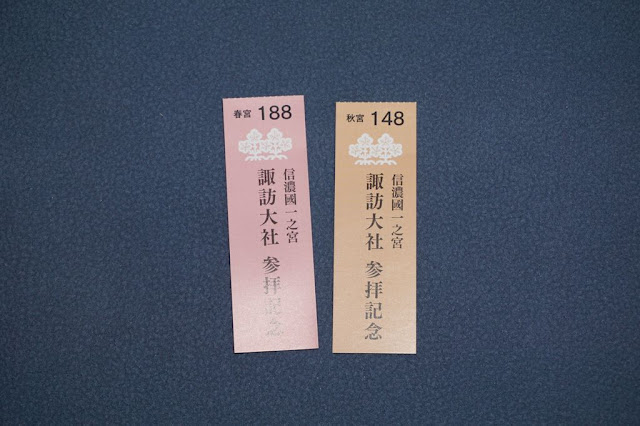 春宮 188
信濃國一之宮
諏訪大社 参拝記念
秋宮 148
信濃國一之宮
諏訪大社 参拝記念